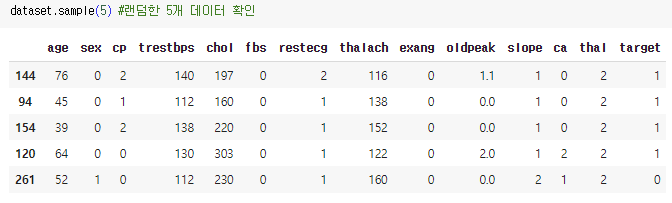 dataset.sample(5) #랜덤한 5개 데이터 확인
age sex cp trestbps chol fbs restecg thalach exang oldpeak slope ca thal target
144 76 0 2 140 197 0 2 116 0 1.1 1 0 2 1
94 45 0 1 112 160 0 1 138 0 0.0 1 0 2 1
154 39 0 2 138 220 0 1 152 0 0.0 1 0 2 1
120 64 0 0 130 303 0 1 122 0 2.0 1 2 2 1
261 52 1 0 112 230 0 1 160 0 0.0 2 1 2 0